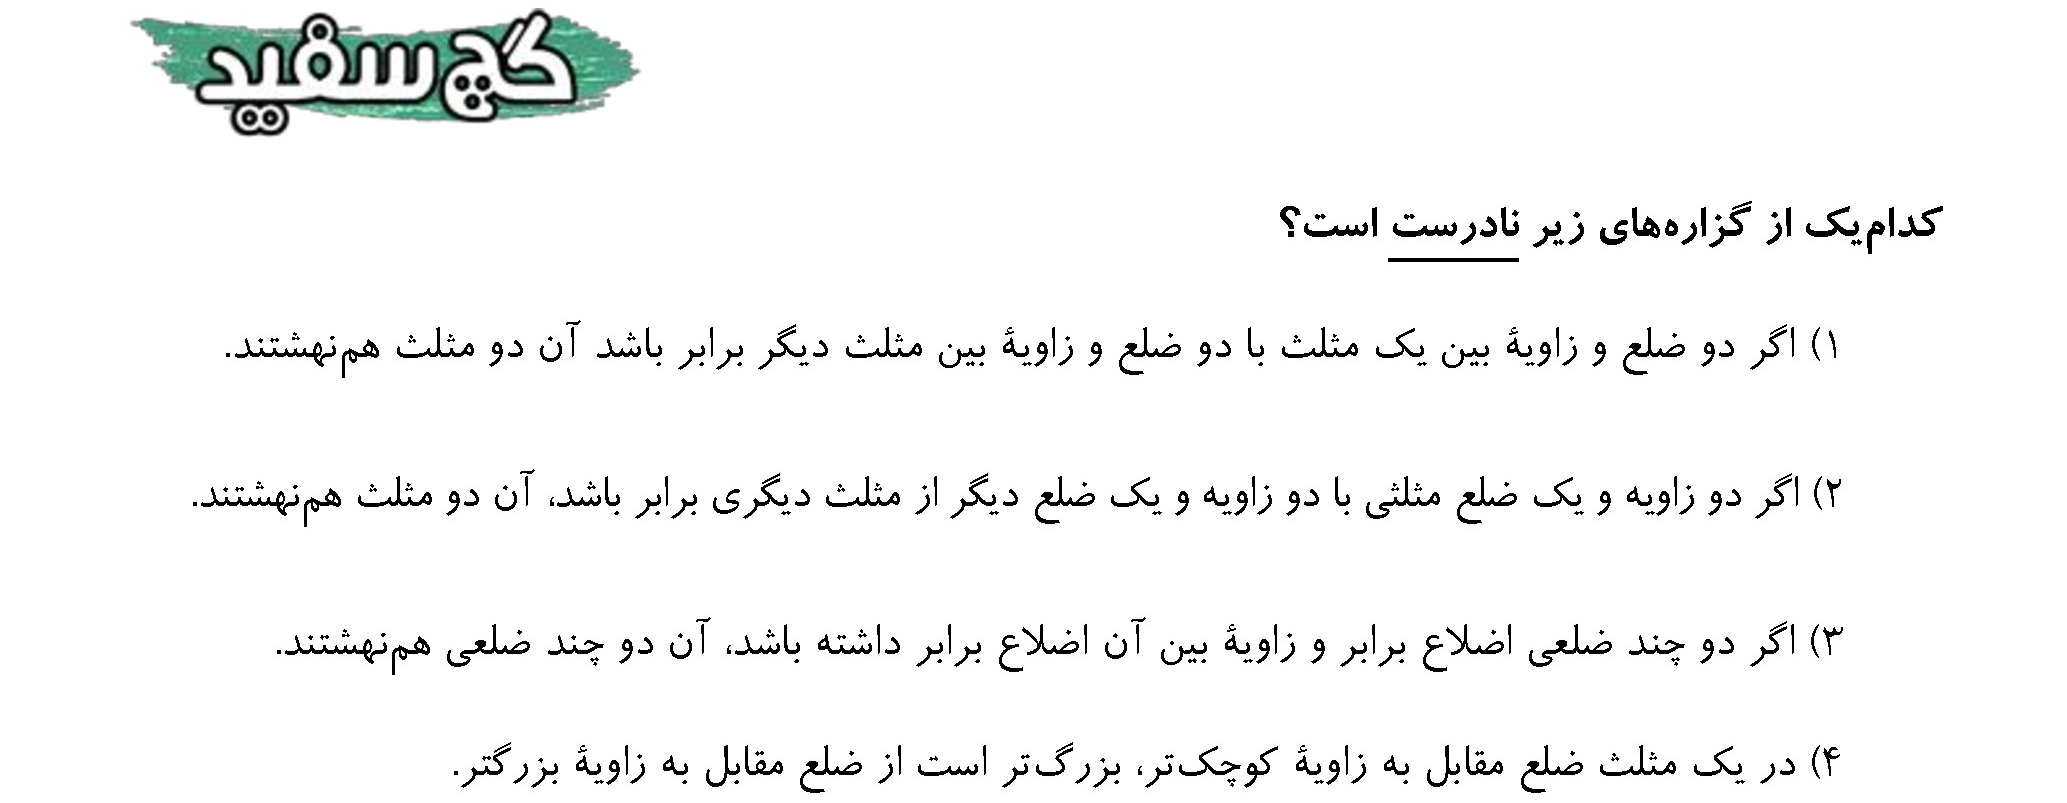 گچ سفید
کدام‌یک از گزاره‌های زیر نادرست است؟
۱) اگر دو ضلع و زاویهٔ بین یک مثلث با دو ضلع و زاویهٔ بین مثلث دیگر برابر باشد آن دو مثلث هم‌نهشتند.
۲) اگر دو زاویه و یک ضلع مثلثی با دو زاویه و یک ضلع دیگر از مثلث دیگری برابر باشد، آن دو مثلث هم‌نهشتند.
۳) اگر دو چند ضلعی اضلاع برابر و زاویهٔ بین آن اضلاع برابر داشته باشد، آن دو چند ضلعی هم‌نهشتند.
۴) در یک مثلث ضلع مقابل به زاویهٔ کوچک‌تر، بزرگ‌تر است از ضلع مقابل به زاویهٔ بزرگتر.